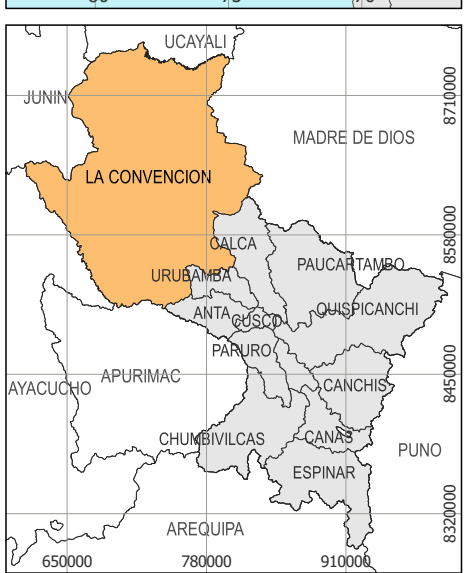 UCAYALI
JUNIN
8710000
MADRE DE DIOS
LA CONVENCION
8580000
CALCA
PAUCARTAMBO
URUBAMBA
QUISPICANCHI
ANTA
CUSCO
PARURO
8450000
APURIMAC
CANCHIS
AYACUCHO
CHUMBIVILCAS
CANAS
PUNO
ESPINAR
8320000
AREQUIPA
650000
780000
910000